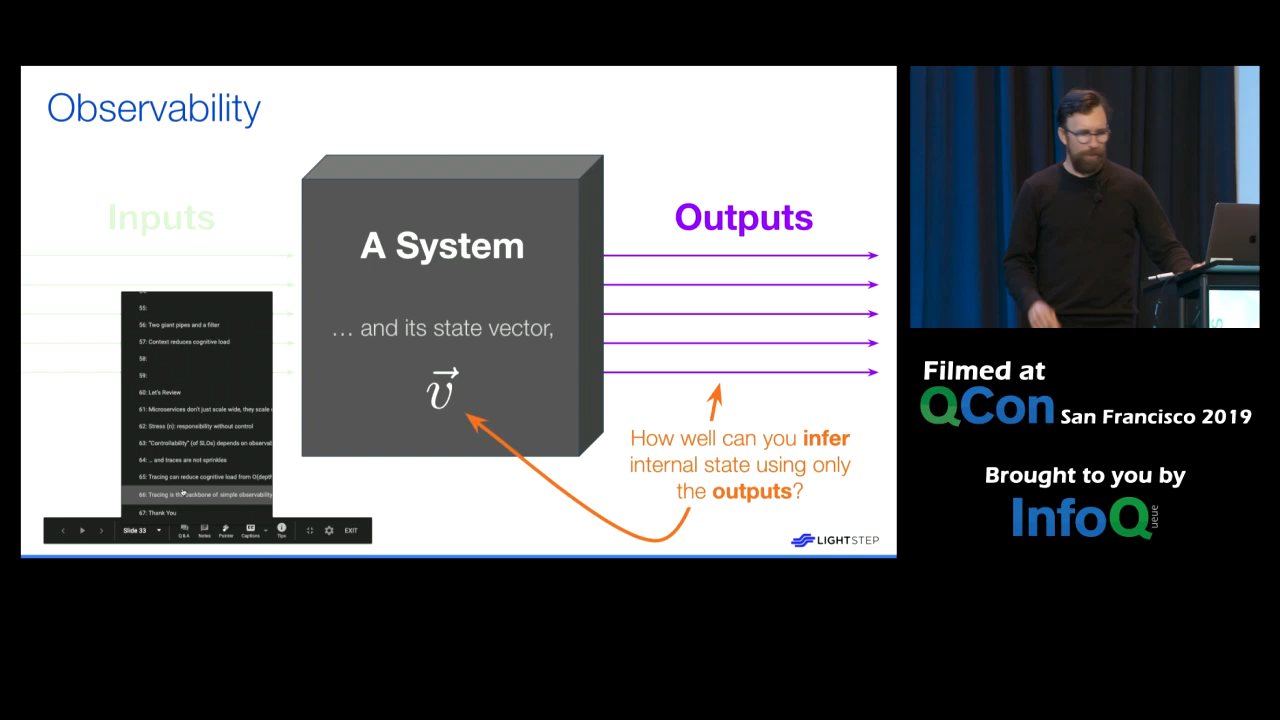 Observability
Inputs
Outputs
A System
… and its state vector,
v
How well can you infer
internal state using only
the outputs?
55:
56: Two giant pipes and a filter
57: Context reduces cognitive load
58:
59:
60: Let's Review
61: Microservices don't just scale wide, they scale
62: Stress (n): responsibility without control
63: "Controllability" (of SLOs) depends on observat
64: … and traces are not sprinkles
65: Tracing can reduce cognitive load from O(depth
66: Tracing is the backbone of simple observability
67: Thank You
Slide 33
Q&A
Notes
Pointer
Captions
Tips
EXIT
LIGHTSTEP
Filmed at
QCon San Francisco 2019
Brought to you by
InfoQ
ueue